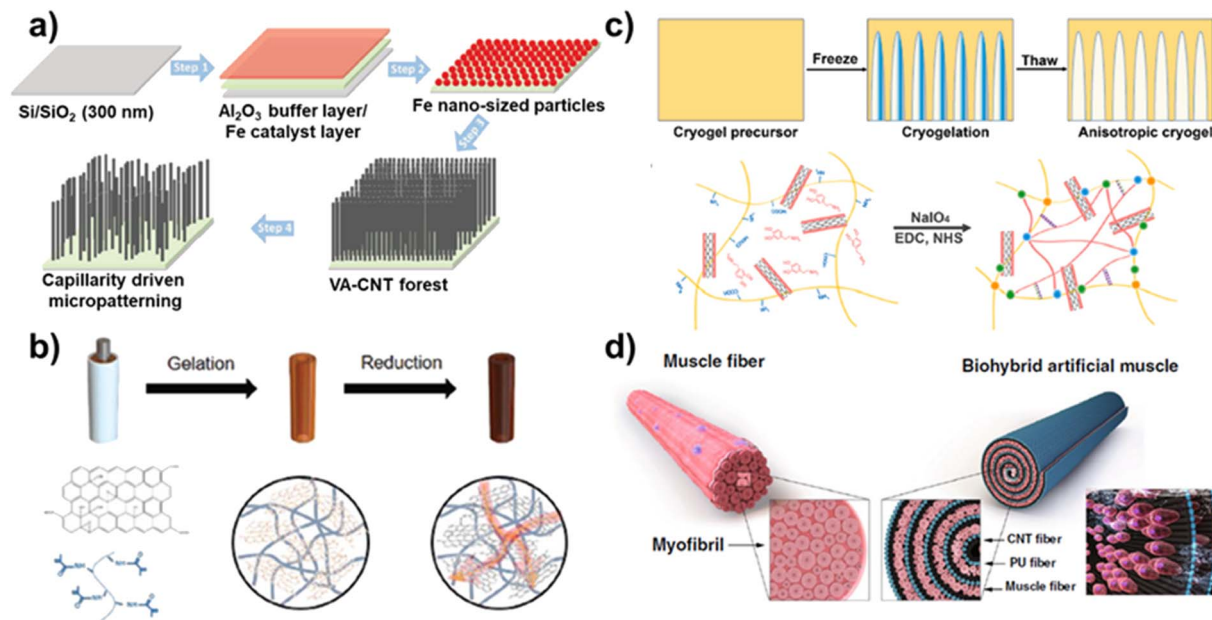 a)
Si/SiO₂ (300 nm)
Step 1
Al₂O₃ buffer layer/
Fe catalyst layer
Step 2
Fe nano-sized particles
Step 3
VA-CNT forest
Step 4
Capillarity driven
micropatterning
b)
Gelation
Reduction
c)
Cryogel precursor
Freeze
Cryogelation
Thaw
Anisotropic cryogel
NaIO₄
EDC, NHS
d)
Muscle fiber
Biohybrid artificial muscle
Myofibril
CNT fiber
PU fiber
Muscle fiber